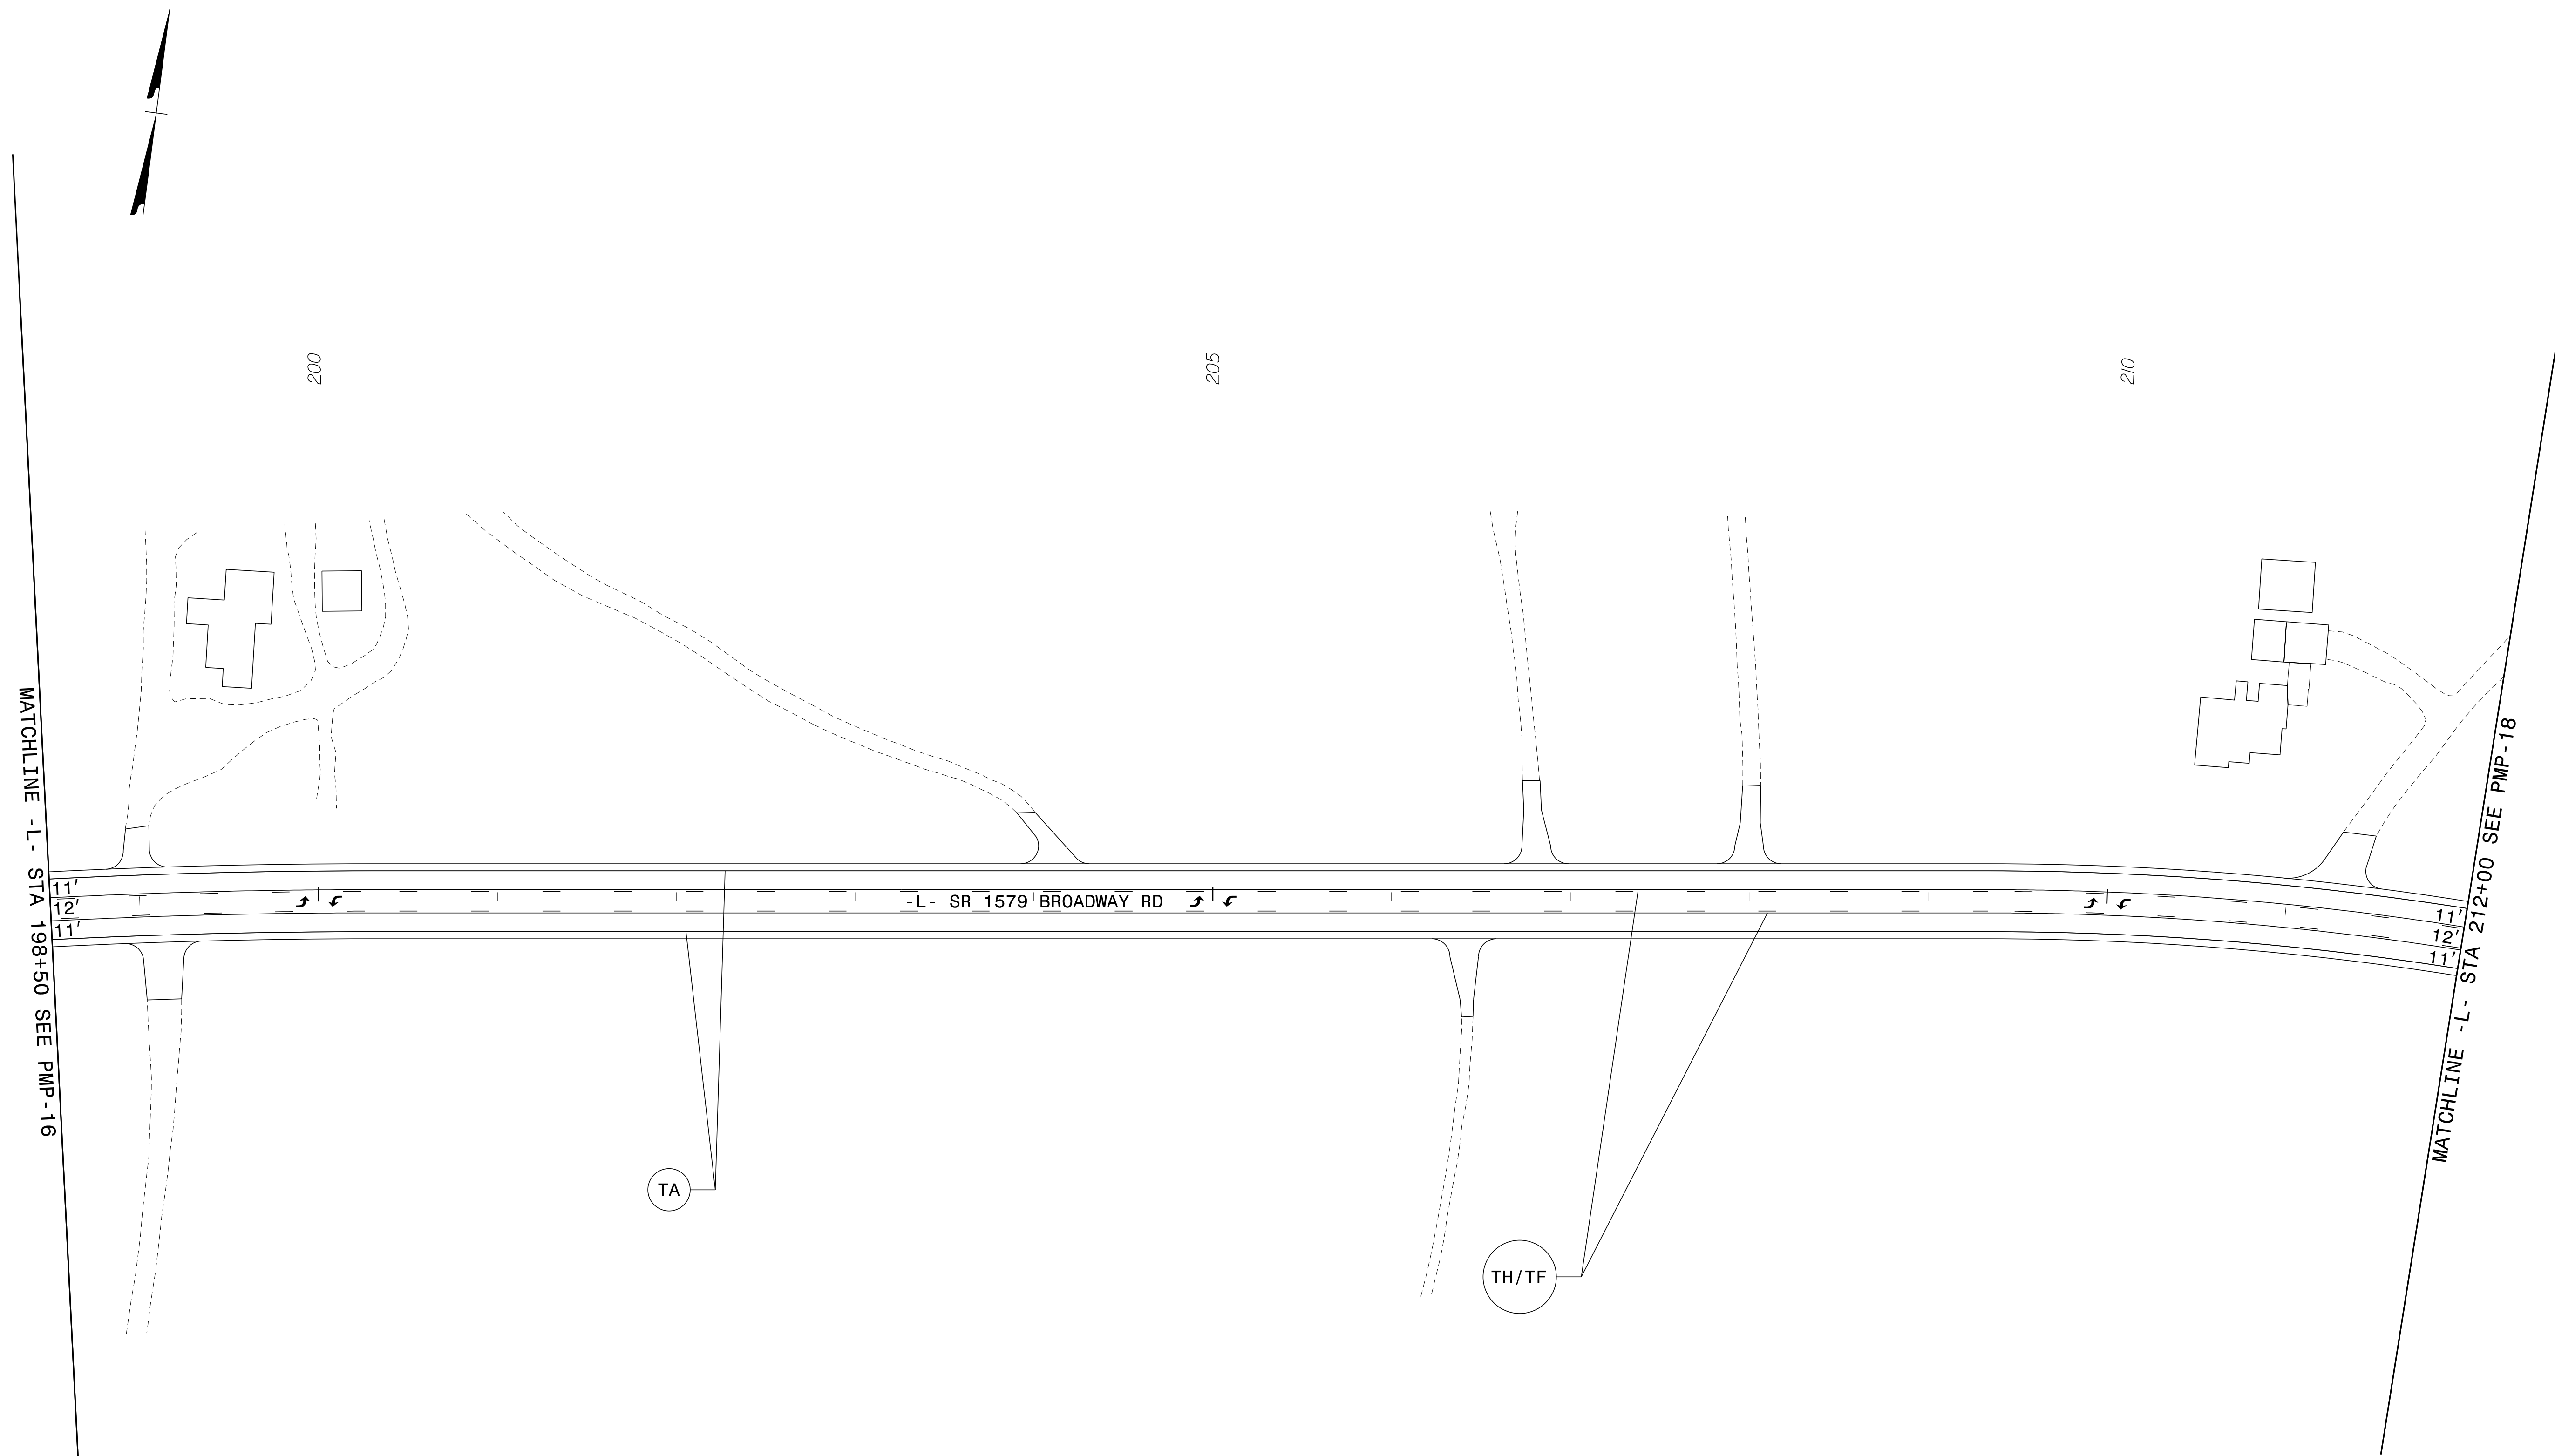 200
205
210
MATCHLINE -L- STA 198+50 SEE PMP-16
11'
12'
11'
-L- SR 1579 BROADWAY RD
11'
12'
11'
MATCHLINE -L- STA 212+00 SEE PMP-18
TA
TH/TF